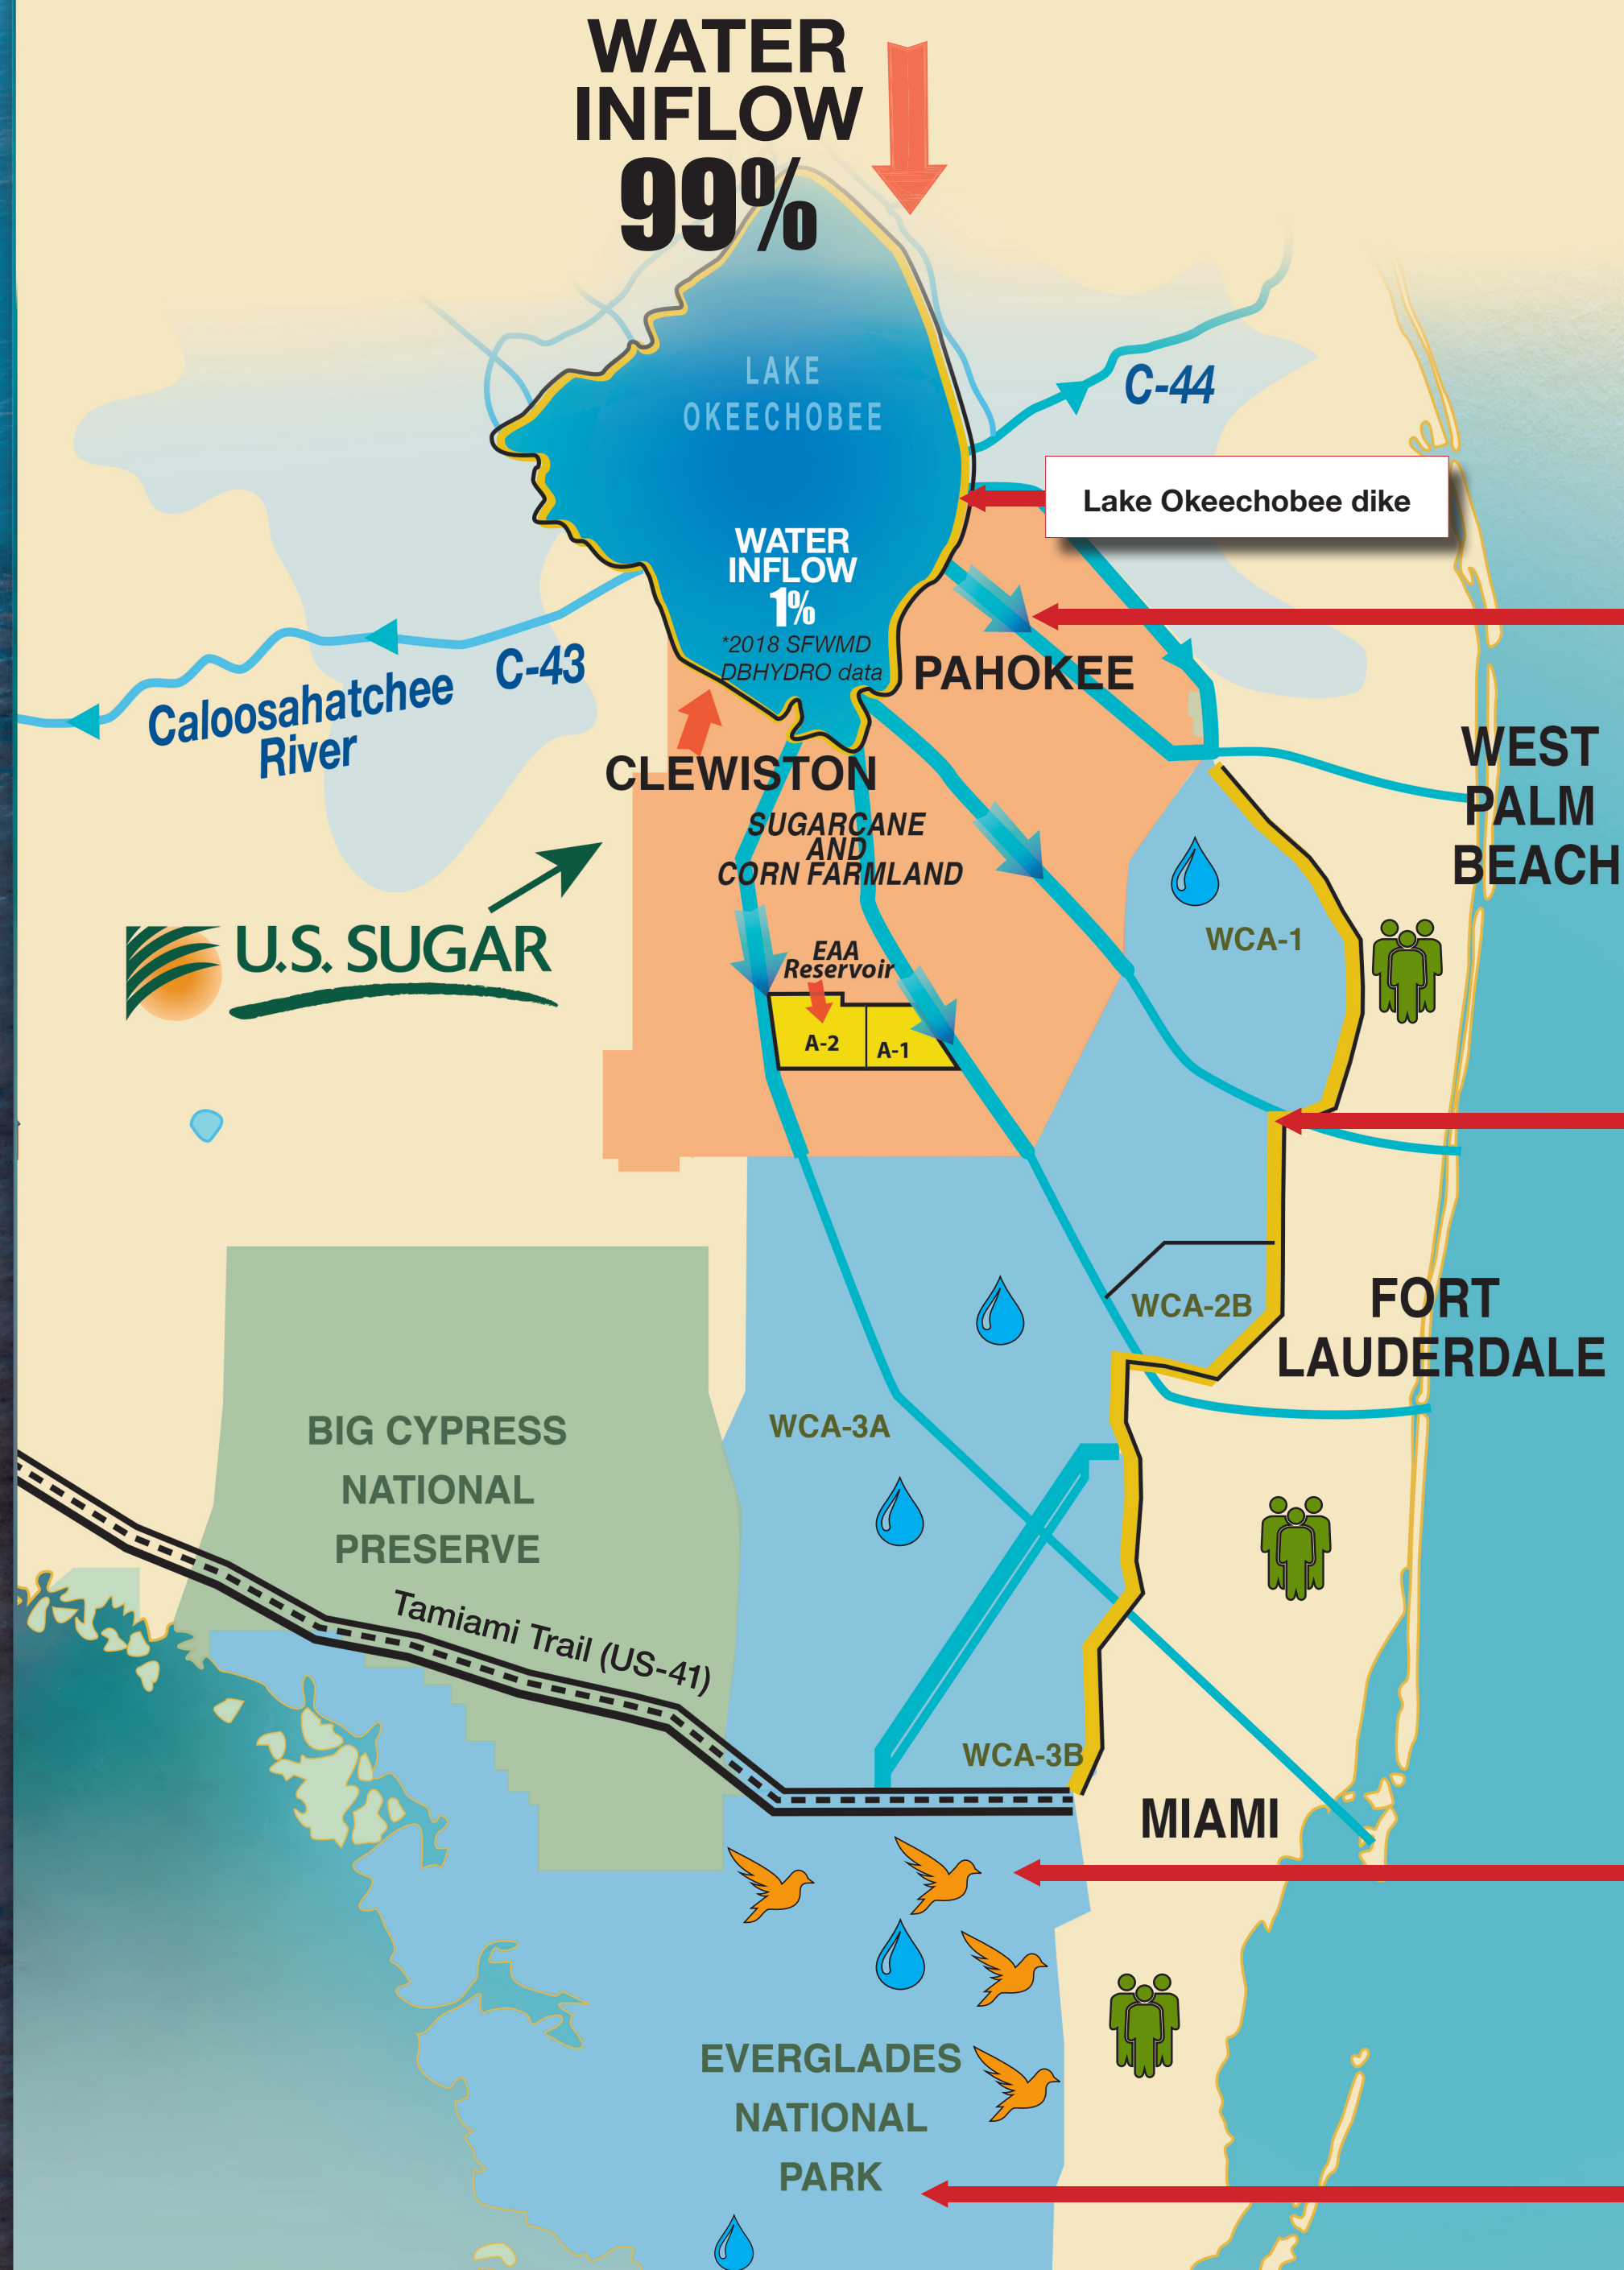 WATER
INFLOW
99%
LAKE
OKEECHOBEE
C-44
Lake Okeechobee dike
WATER
INFLOW
1%
*2018 SFWMD
DBHYDRO data
PAHOKEE
C-43
Caloosahatchee
River
WEST
PALM
BEACH
CLEWISTON
SUGARCANE
AND
CORN FARMLAND
U.S. SUGAR
WCA-1
EAA
Reservoir
A-2
A-1
WCA-2B
FORT
LAUDERDALE
WCA-3A
BIG CYPRESS
NATIONAL
PRESERVE
Tamiami Trail (US-41)
WCA-3B
MIAMI
EVERGLADES
NATIONAL
PARK